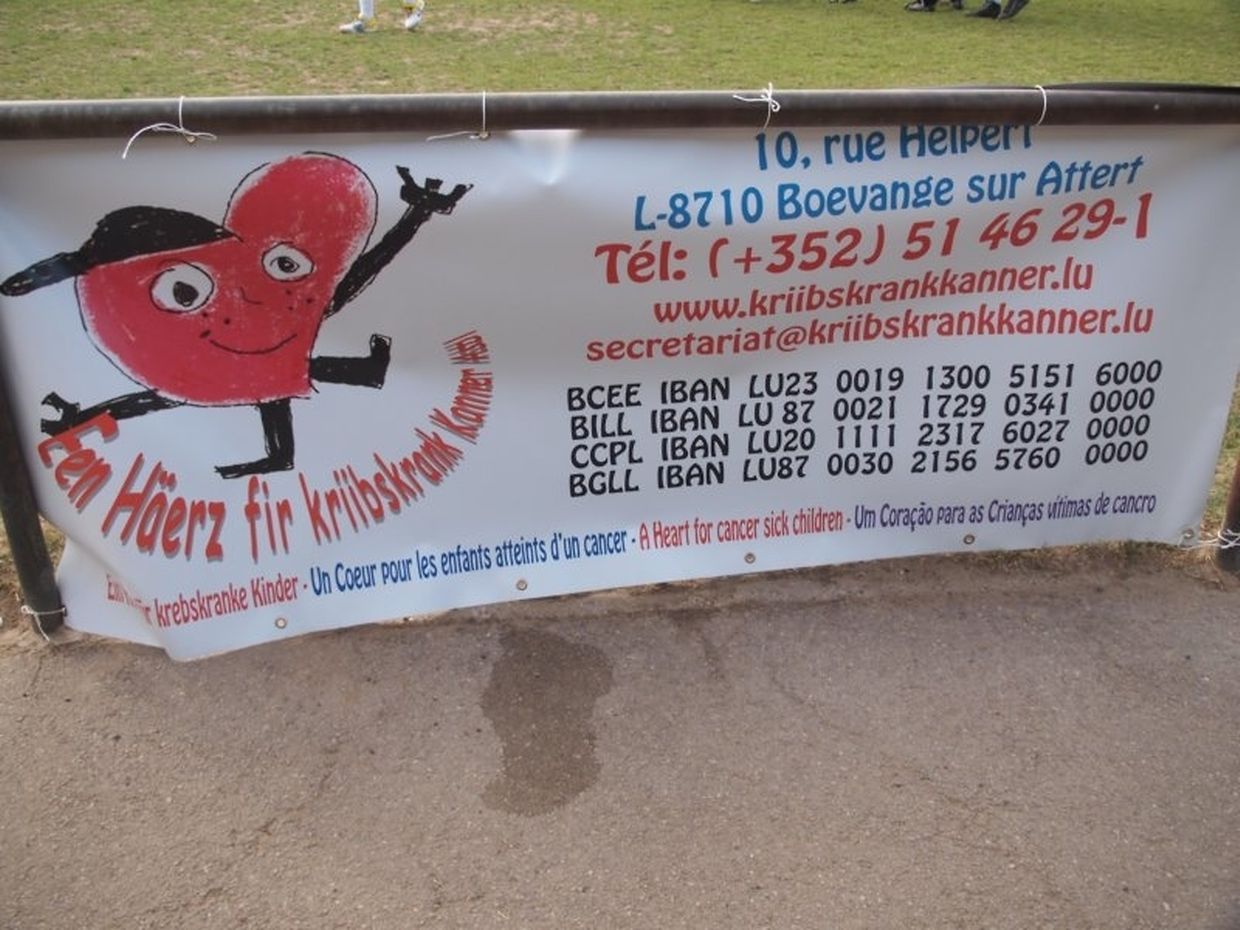 10, rue Helpert
L-8710 Boevange sur Attert
Tél: (+352) 51 46 29-1
www.kriibskrankkanner.lu
secretariat@kriibskrankkanner.lu
BCEE IBAN LU23 0019 1300 5151 6000
BILL IBAN LU 87 0021 1729 0341 0000
CCPL IBAN LU20 1111 2317 6027 0000
BGLL IBAN LU87 0030 2156 5760 0000
Een Häerz fir kriibskrank Kanner
krebskranke Kinder - Un Coeur pour les enfants atteints d'un cancer - A Heart for cancer sick children - Um Coração para as Crianças vítimas de cancro